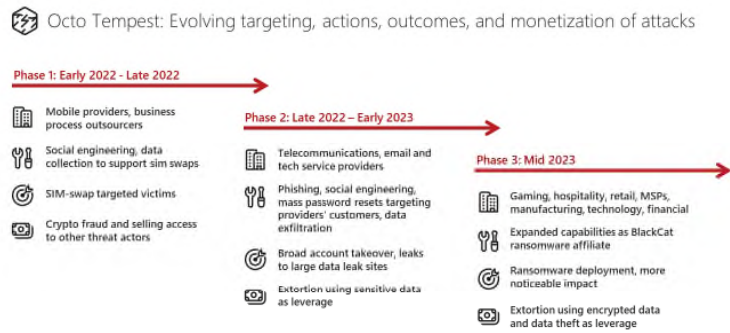 Octo Tempest: Evolving targeting, actions, outcomes, and monetization of attacks
Phase 1: Early 2022 - Late 2022
Mobile providers, business
process outsourcers
Social engineering, data
collection to support sim swaps
SIM-swap targeted victims
Crypto fraud and selling access
to other threat actors
Phase 2: Late 2022 – Early 2023
Telecommunications, email and
tech service providers
Phishing, social engineering,
mass password resets targeting
providers' customers, data
exfiltration
Broad account takeover, leaks
to large data leak sites
Extortion using sensitive data
as leverage
Phase 3: Mid 2023
Gaming, hospitality, retail, MSPs,
manufacturing, technology, financial
Expanded capabilities as BlackCat
ransomware affiliate
Ransomware deployment, more
noticeable impact
Extortion using encrypted data
and data theft as leverage